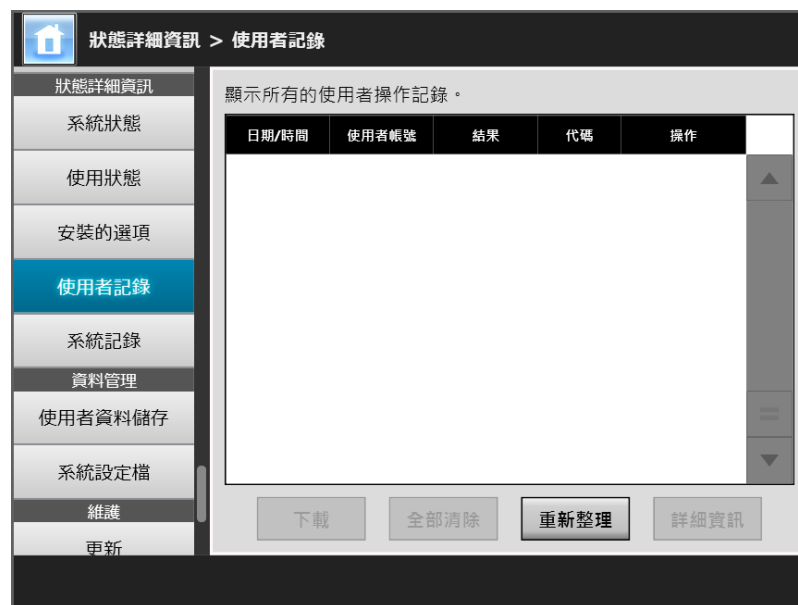 狀態詳細資訊 > 使用者記錄
狀態詳細資訊
系統狀態
使用狀態
安裝的選項
使用者記錄
系統記錄
資料管理
使用者資料儲存
系統設定檔
維護
更新
顯示所有的使用者操作記錄。
日期/時間 使用者帳號 結果 代碼 操作
下載 全部清除 重新整理 詳細資訊